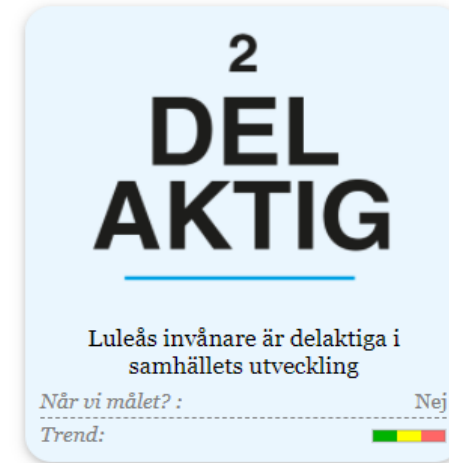 2
DEL
AKTIG
Luleås invånare är delaktiga i
samhällets utveckling
Når vi målet? : Nej
Trend: